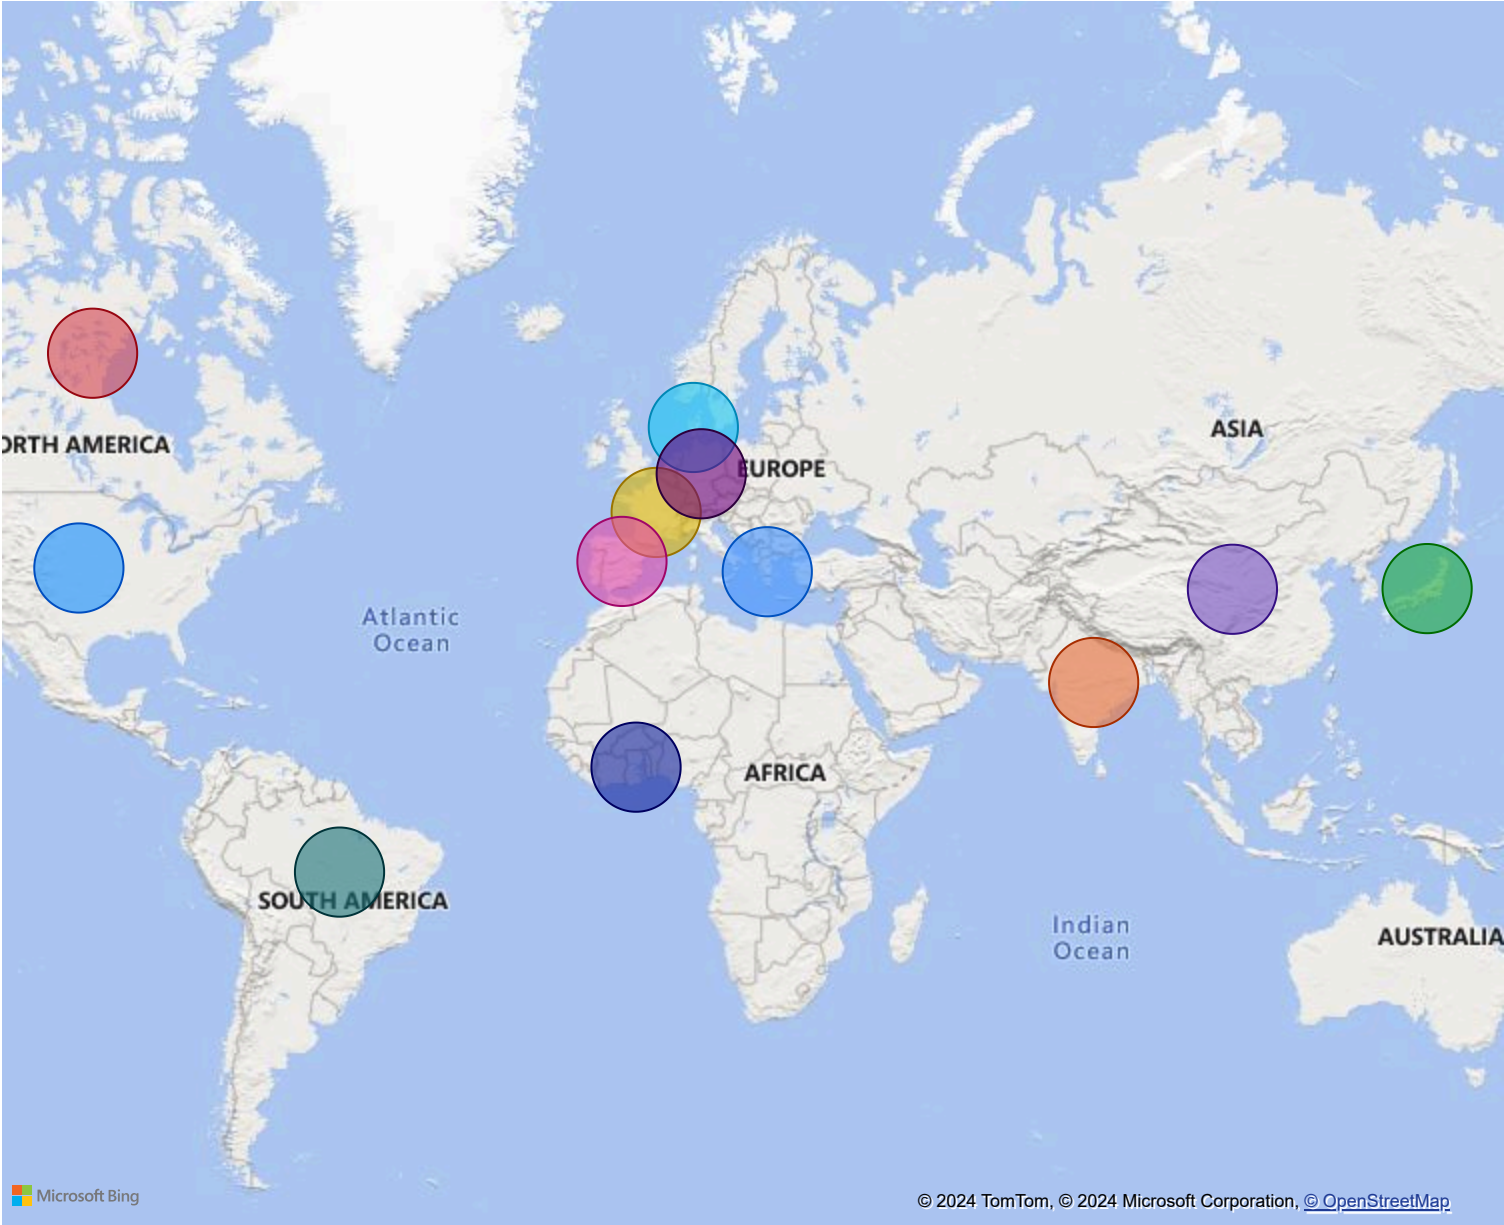 ASIA
ORTH AMERICA
EUROPE
Atlantic
Ocean
AFRICA
SOUTH AMERICA
Indian
Ocean
AUSTRALIA
Microsoft Bing
© 2024 TomTom, © 2024 Microsoft Corporation, © OpenStreetMap